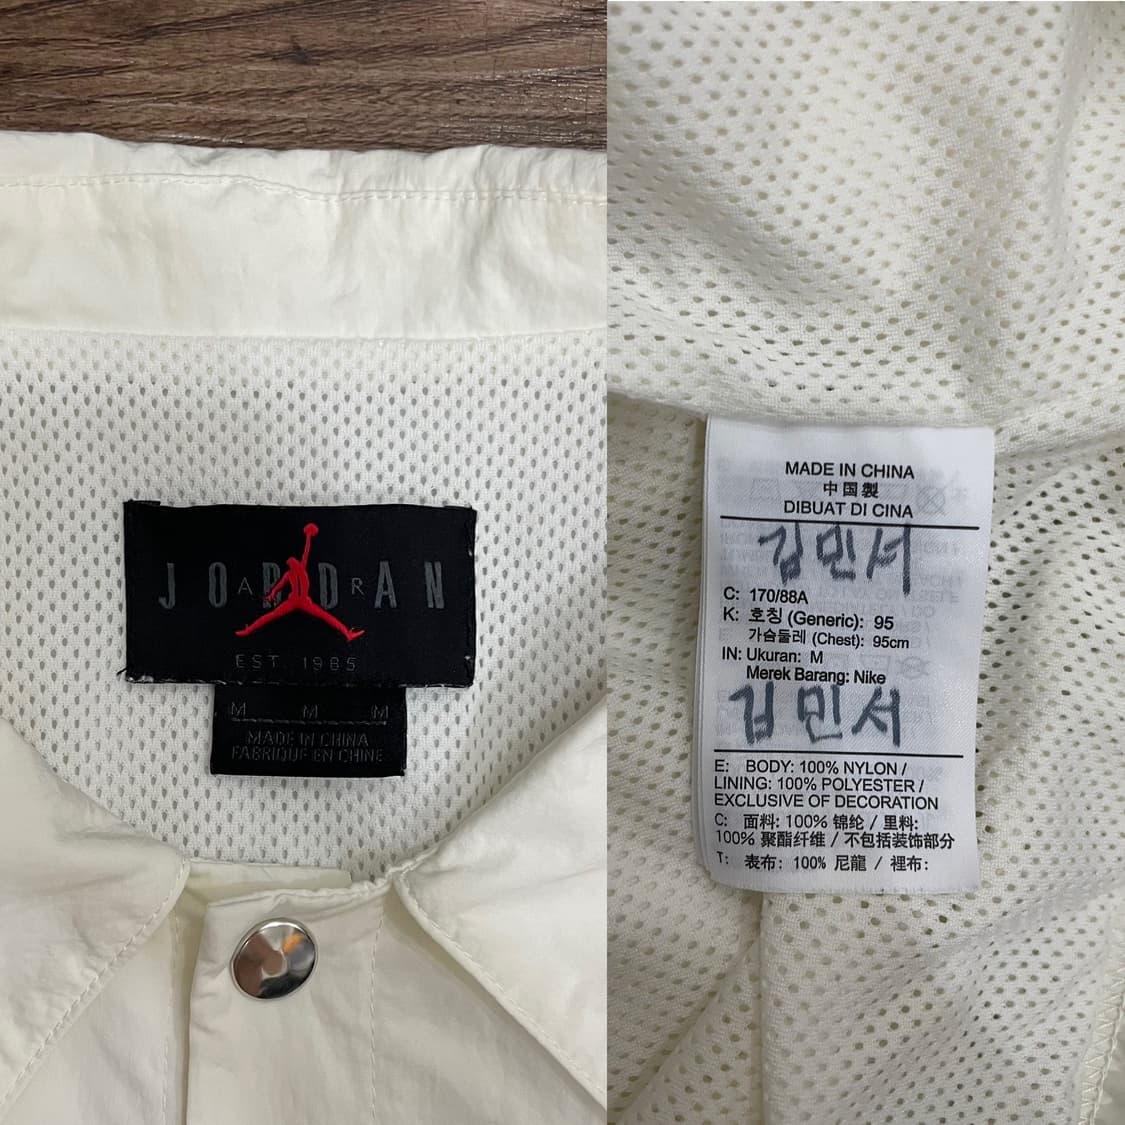 JORDAN
AIR
EST. 1985
M M M
MADE IN CHINA
FABRIQUÉ EN CHINE
MADE IN CHINA
中国製
DIBUAT DI CINA
김민서
C: 170/88A
K: 호칭 (Generic): 95
가슴둘레 (Chest): 95cm
IN: Ukuran: M
Merek Barang: Nike
김민서
E: BODY: 100% NYLON /
LINING: 100% POLYESTER /
EXCLUSIVE OF DECORATION
C: 面料: 100% 锦纶 / 里料:
100% 聚酯纤维 / 不包括装饰部分
T: 表布: 100% 尼龍 / 裡布: